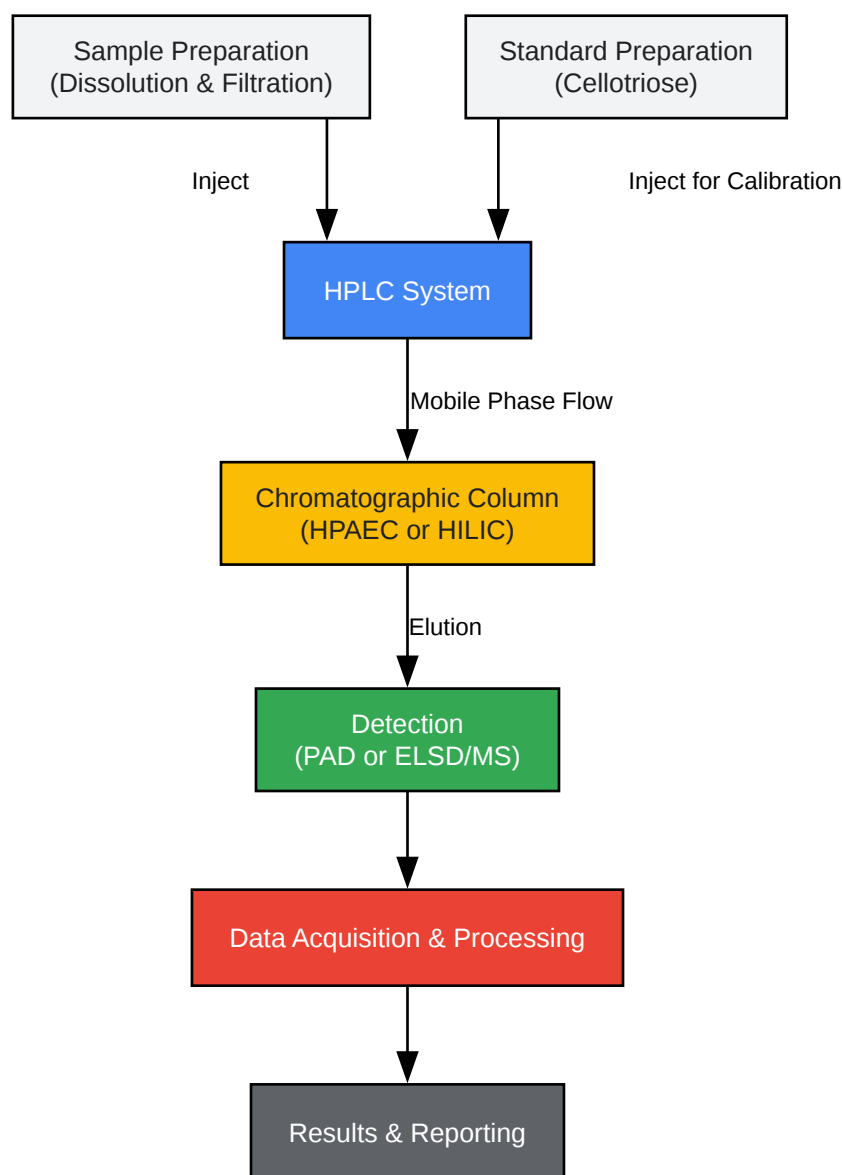 Sample Preparation
(Dissolution & Filtration)
Standard Preparation
(Cellotriose)
Inject
Inject for Calibration
HPLC System
Mobile Phase Flow
Chromatographic Column
(HPAEC or HILIC)
Elution
Detection
(PAD or ELSD/MS)
Data Acquisition & Processing
Results & Reporting